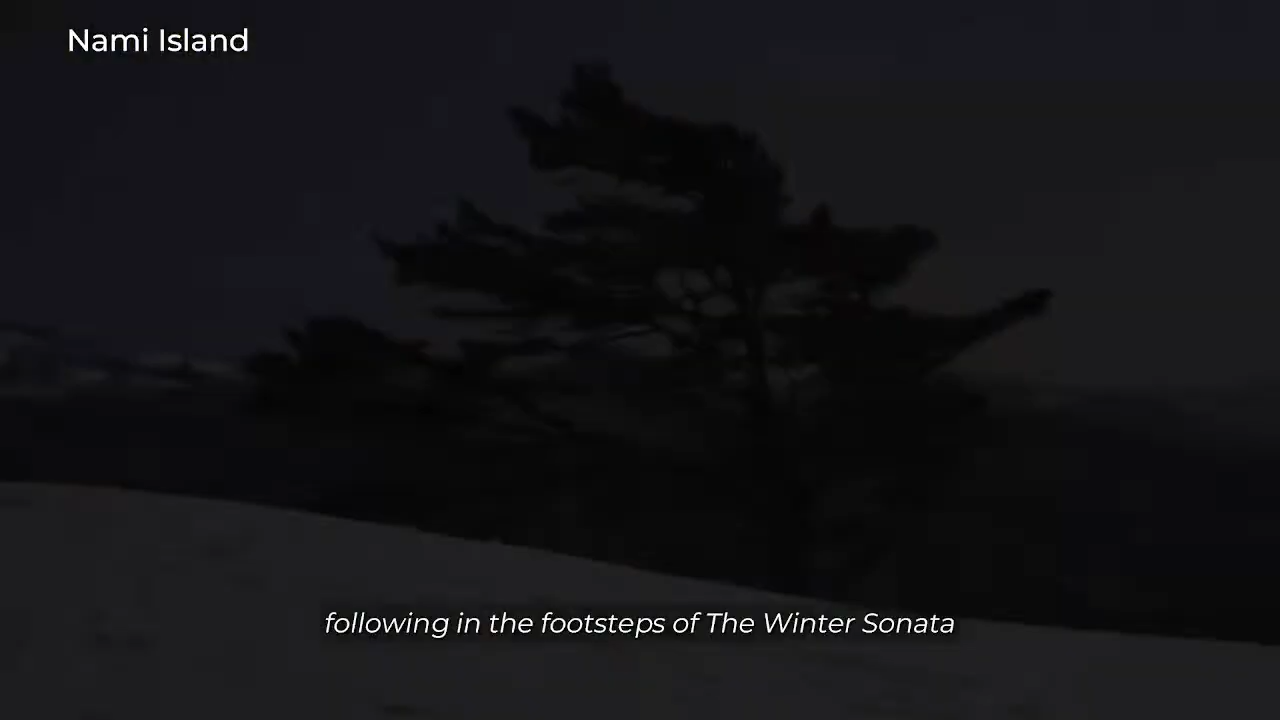 Nami Island
following in the footsteps of The Winter Sonata